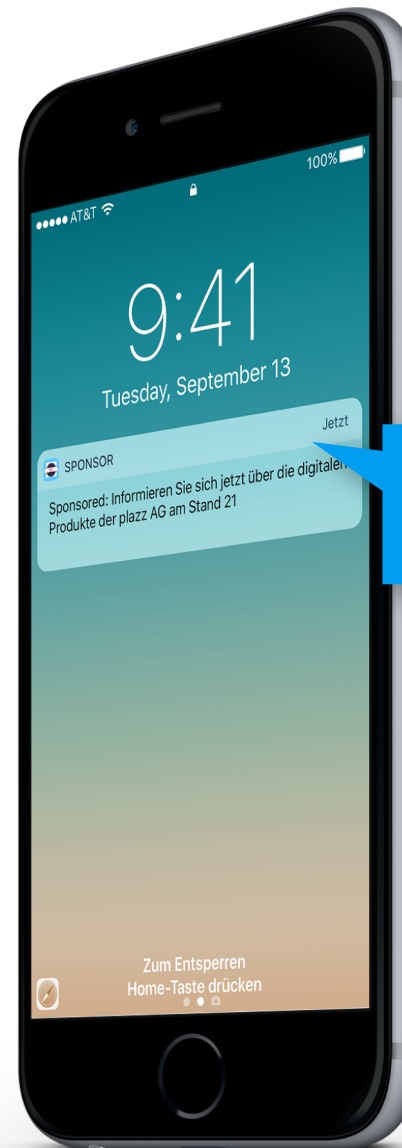 AT&T
100%
9:41
Tuesday, September 13
SPONSOR
Jetzt
Sponsored: Informieren Sie sich jetzt über die digitalen
Produkte der plazz AG am Stand 21
Zum Entsperren
Home-Taste drücken